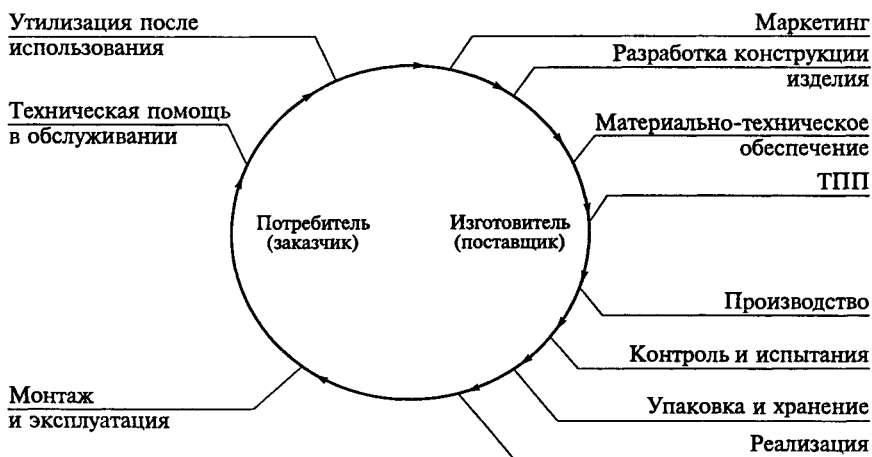 Утилизация после
использования
Маркетинг
Разработка конструкции
изделия
Техническая помощь
в обслуживании
Материально-техническое
обеспечение
ТПП
Потребитель
(заказчик)
Изготовитель
(поставщик)
Производство
Контроль и испытания
Монтаж
и эксплуатация
Упаковка и хранение
Реализация